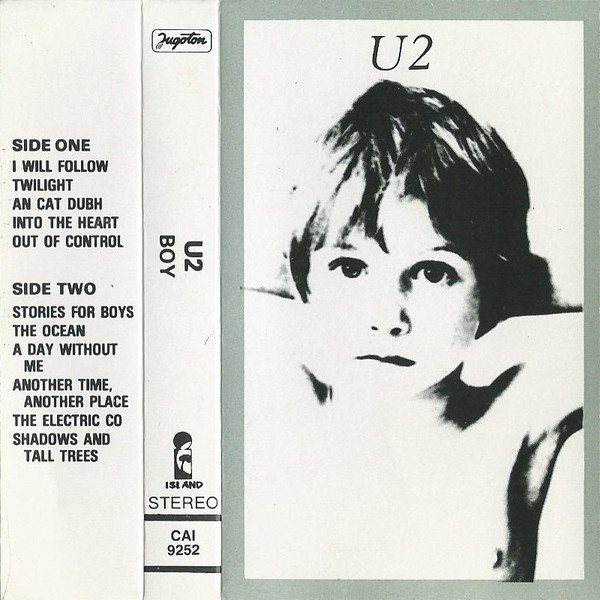 SIDE ONE
I WILL FOLLOW
TWILIGHT
AN CAT DUBH
INTO THE HEART
OUT OF CONTROL
SIDE TWO
STORIES FOR BOYS
THE OCEAN
A DAY WITHOUT
ME
ANOTHER TIME,
ANOTHER PLACE
THE ELECTRIC CO
SHADOWS AND
TALL TREES
Jugoton
U2
BOY
ISLAND
STEREO
CAI
9252
U2